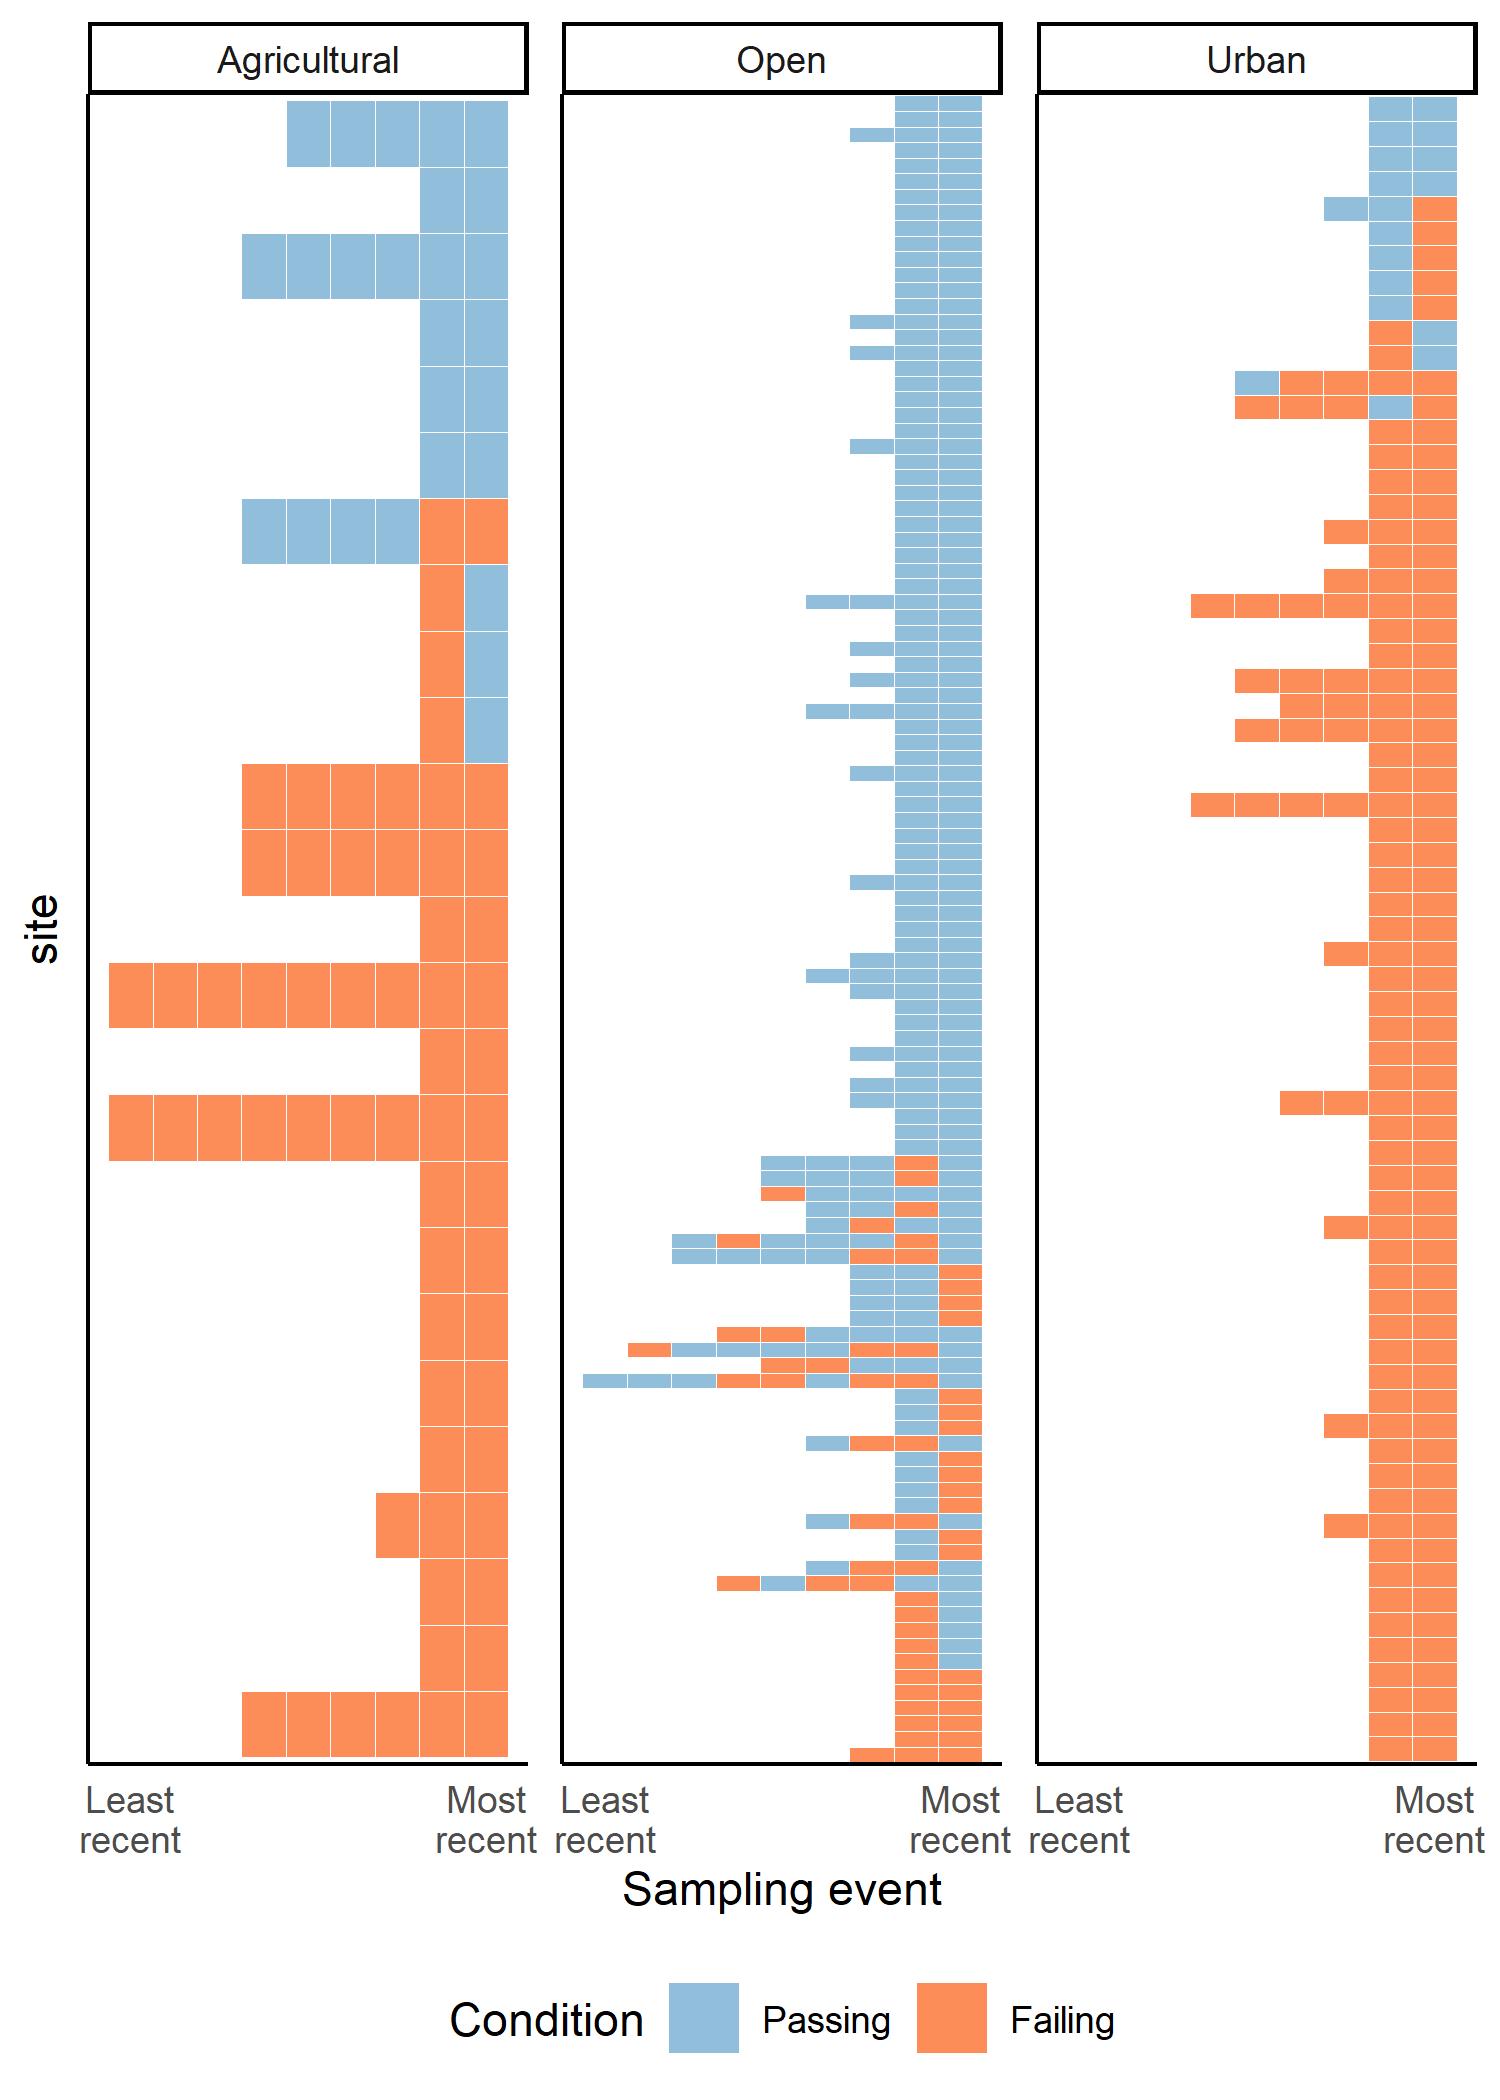 Agricultural
Open
Urban
site
Least recent
Most recent
Least recent
Most recent
Least recent
Most recent
Sampling event
Condition
Passing
Failing